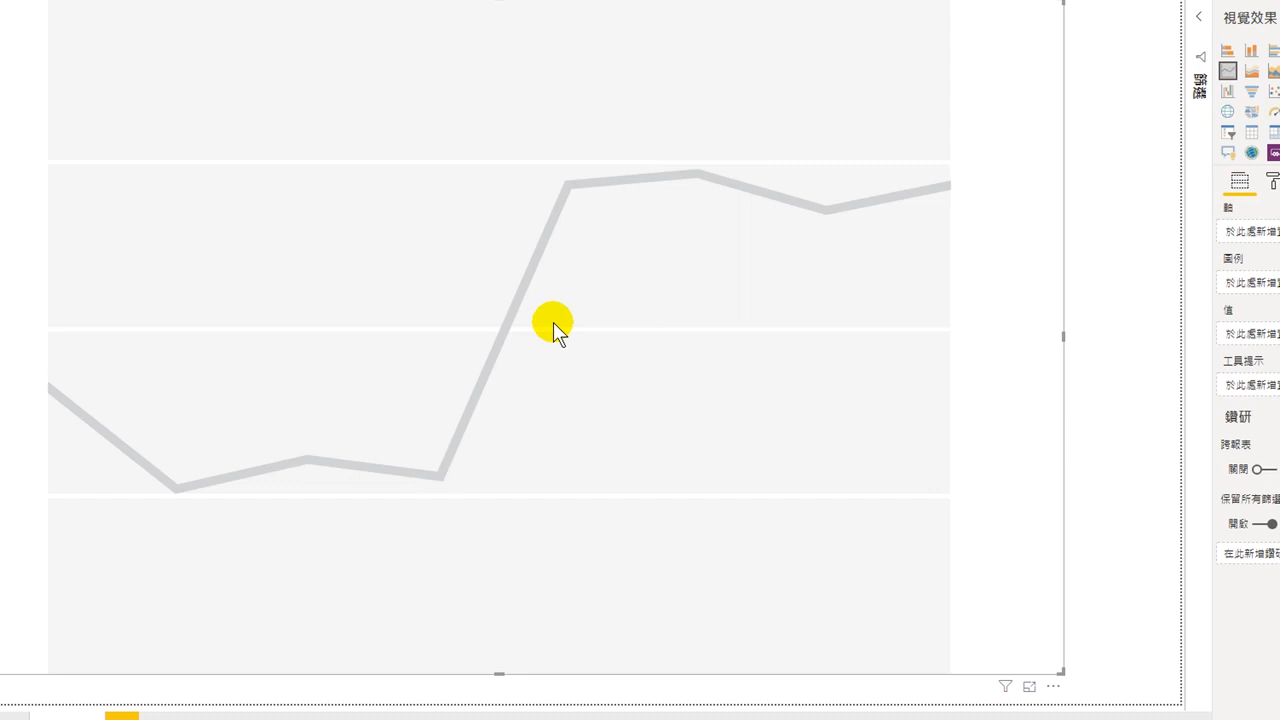 視覺效果
篩選
軸
於此處新增
圖例
於此處新增
值
於此處新增
工具提示
於此處新增
鑽研
跨報表
關閉
保留所有篩選
開啟
在此新增鑽研